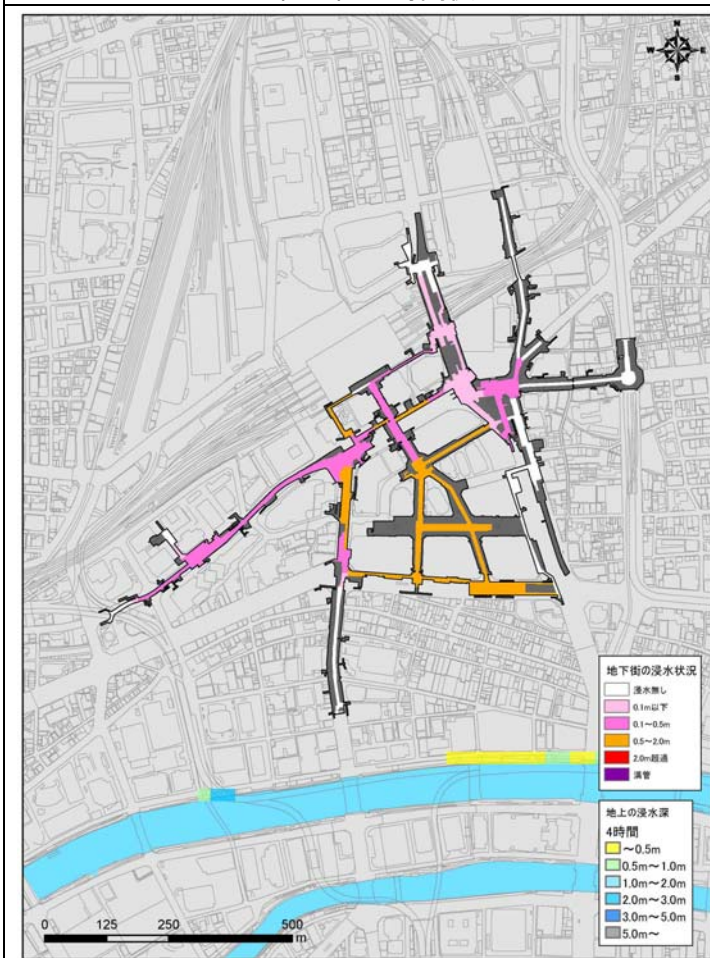 N
W E
S
地下街の浸水状況
浸水無し
0.1m以下
0.1～0.5m
0.5～2.0m
2.0m超過
満管
地上の浸水深
4時間
～0.5m
0.5m～1.0m
1.0m～2.0m
2.0m～3.0m
3.0m～5.0m
5.0m～
0 125 250 500
m